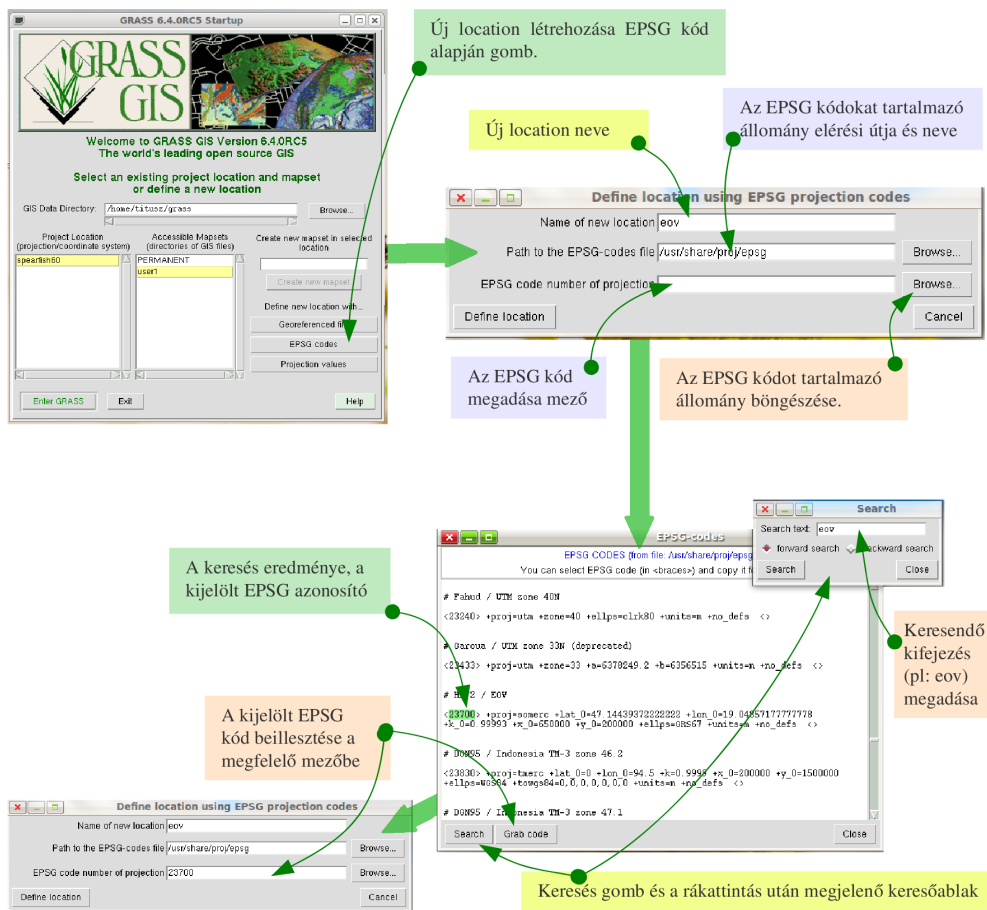 GRASS 6.4.0RC5 Startup
GRASS
GIS
Welcome to GRASS GIS Version 6.4.0RC5
The world's leading open source GIS
Select an existing project location and mapset
or define a new location
GIS Data Directory: /home/titusz/grass Browse...
Project Location
(projection/coordinate system)
Accessible Mapsets
(directories of GIS files)
Create new mapset in selected
location
spearfish60
PERMANENT
user1
Create new mapset
Define new location with...
Georeferenced
EPSG codes
Projection values
Enter GRASS Exit Help
Új location létrehozása EPSG kód
alapján gomb.
Új location neve
Az EPSG kódokat tartalmazó
állomány elérési útja és neve
Define location using EPSG projection codes
Name of new location eov
Path to the EPSG-codes file /usr/share/proj/epsg Browse...
EPSG code number of projection Browse...
Define location Cancel
Az EPSG kód
megadása mező
Az EPSG kódot tartalmazó
állomány böngészése.
Search
Search text: eov
forward search backward search
Search Close
EPSG-codes
EPSG CODES (from file: /usr/share/proj/epsg
You can select EPSG code (in <braces>) and copy it
# Fahud / UTM zone 40N
<23240> +proj=utm +zone=40 +ellps=clrk80 +units=m +no_defs <>
# Garoua / UTM zone 33N (deprecated)
<23433> +proj=utm +zone=33 +a=6378249.2 +b=6356515 +units=m +no_defs <>
/ EOV
<23700> +proj=somerc +lat_0=47.14439372222222 +lon_0=19.04857177777778
+k_0=0.99993 +x_0=650000 +y_0=200000 +ellps=GRS67 +units=m +no_defs <>
# DGN95 / Indonesia TM-3 zone 46.2
<23830> +proj=tmerc +lat_0=0 +lon_0=94.5 +k=0.9999 +x_0=200000 +y_0=1500000
+ellps=WGS84 +towgs84=0,0,0,0,0,0,0 +units=m +no_defs <>
# DGN95 / Indonesia TM-3 zone 47.1
Search Grab code Close
A keresés eredménye, a
kijelölt EPSG azonosító
Keresendő
kifejezés
(pl: eov)
megadása
A kijelölt EPSG
kód beillesztése a
megfelelő mezőbe
Define location using EPSG projection codes
Name of new location eov
Path to the EPSG-codes file /usr/share/proj/epsg Browse...
EPSG code number of projection 23700 Browse...
Define location Cancel
Keresés gomb és a rákattintás után megjelenő keresőablak